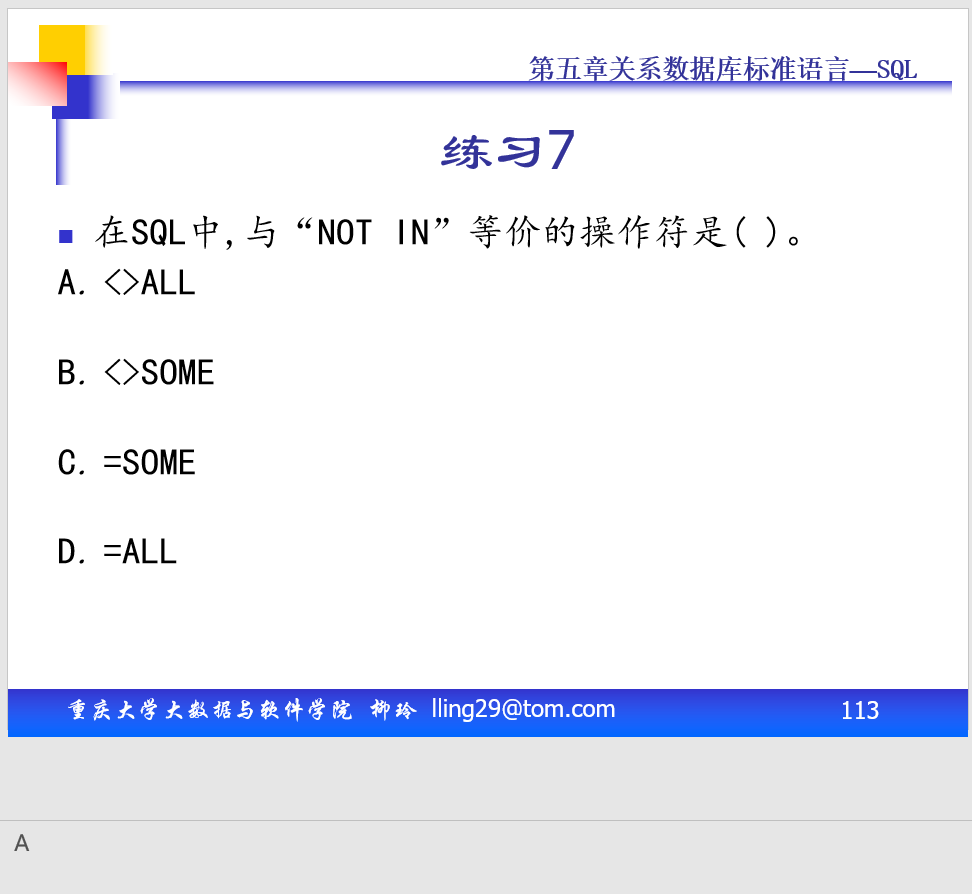 第五章关系数据库标准语言—SQL
练习7
■ 在SQL中,与“NOT IN”等价的操作符是( )。
A. <>ALL
B. <>SOME
C. =SOME
D. =ALL
重庆大学大数据与软件学院 柳玲 lling29@tom.com 113
A